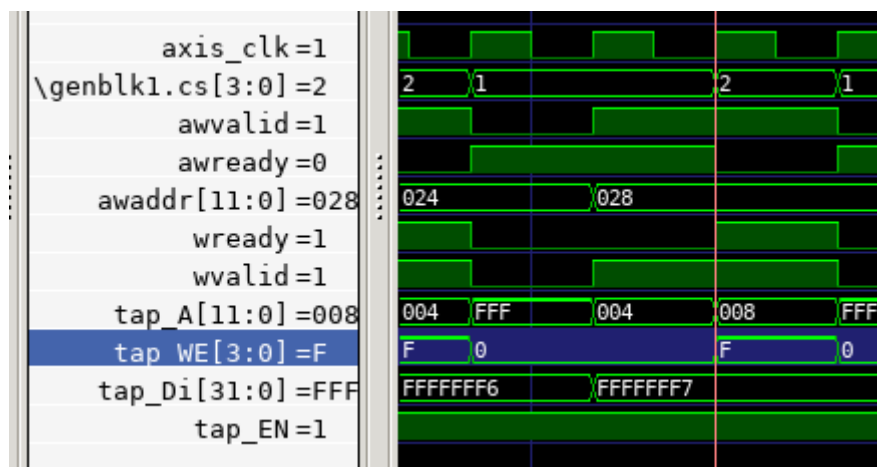 axis_clk=1
\genblk1.cs[3:0]=2 2 1 2 1
awvalid=1
awready=0
awaddr[11:0]=028 024 028
wready=1
wvalid=1
tap_A[11:0]=008 004 FFF 004 008 FFF
tap_WE[3:0]=F F 0 F 0
tap_Di[31:0]=FFF FFFFFFF6 FFFFFFF7
tap_EN=1